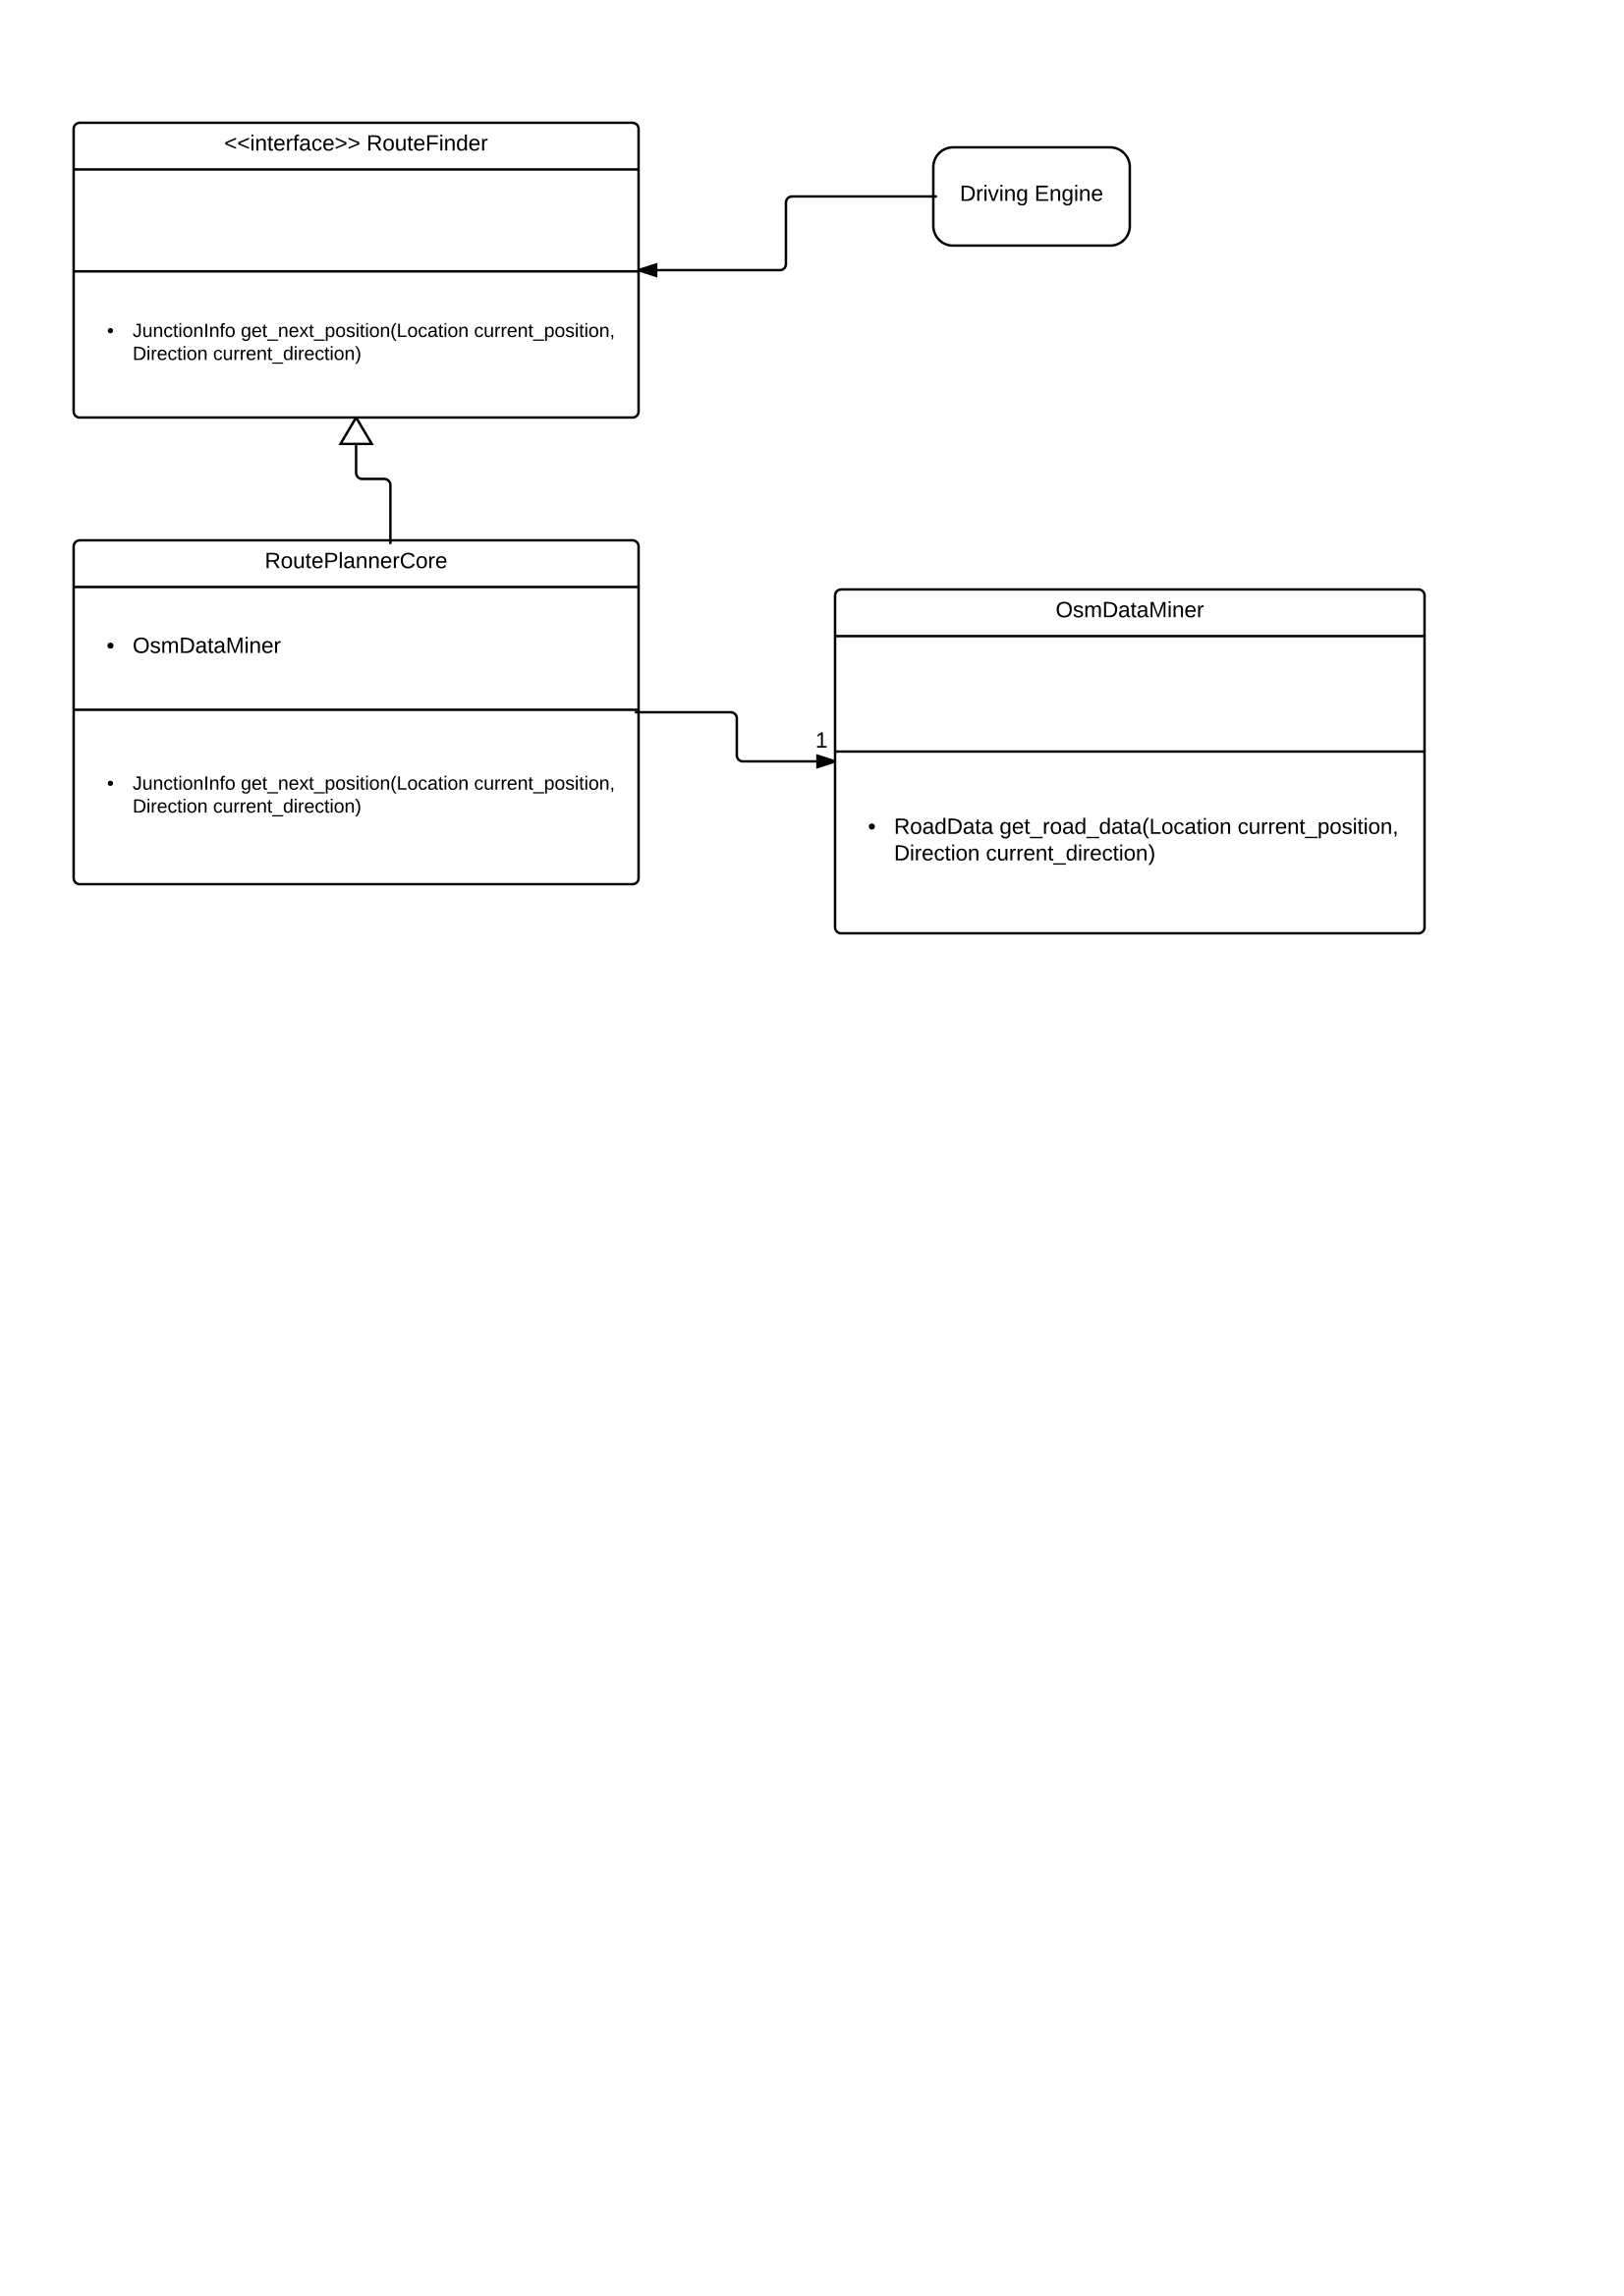 <<interface>> RouteFinder
• JunctionInfo get_next_position(Location current_position,
Direction current_direction)
Driving Engine
RoutePlannerCore
• OsmDataMiner
• JunctionInfo get_next_position(Location current_position,
Direction current_direction)
OsmDataMiner
1
• RoadData get_road_data(Location current_position,
Direction current_direction)